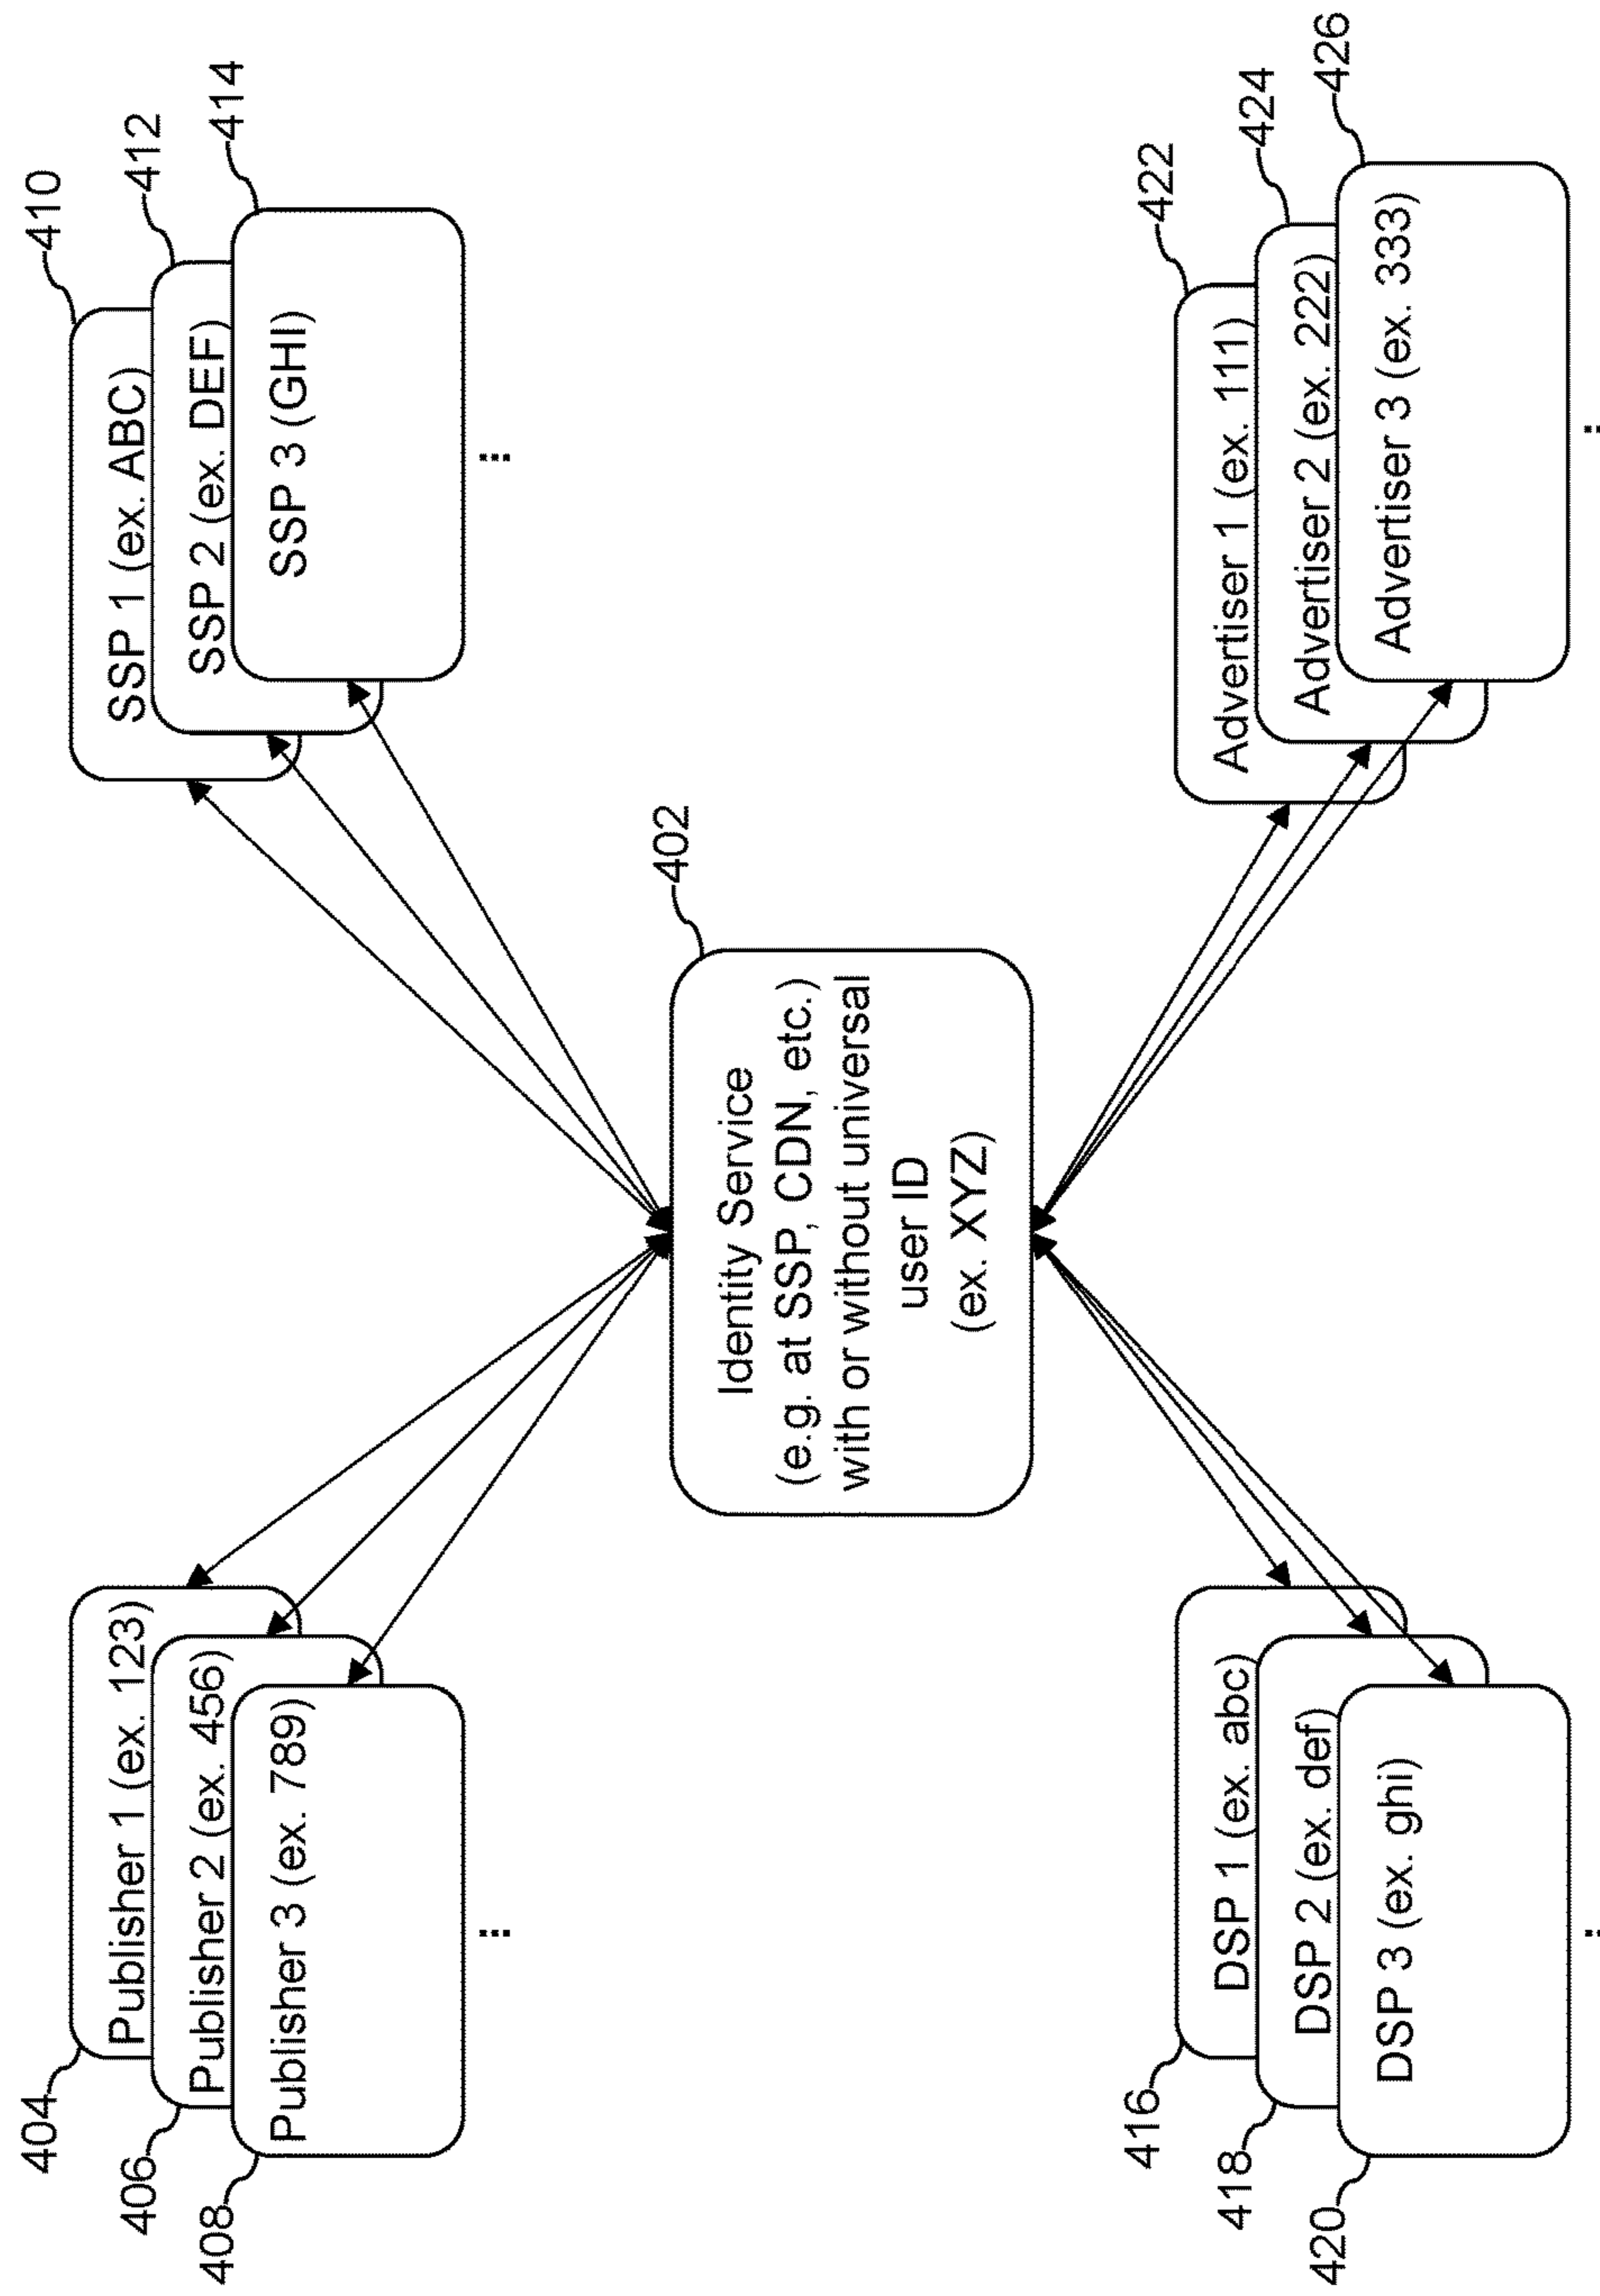 404
Publisher 1 (ex. 123)
406
Publisher 2 (ex. 456)
408
Publisher 3 (ex. 789)
...
410
SSP 1 (ex. ABC)
412
SSP 2 (ex. DEF)
414
SSP 3 (GHI)
...
402
Identity Service
(e.g. at SSP, CDN, etc.)
with or without universal
user ID
(ex. XYZ)
416
DSP 1 (ex. abc)
418
DSP 2 (ex. def)
420
DSP 3 (ex. ghi)
...
422
Advertiser 1 (ex. 111)
424
Advertiser 2 (ex. 222)
426
Advertiser 3 (ex. 333)
...